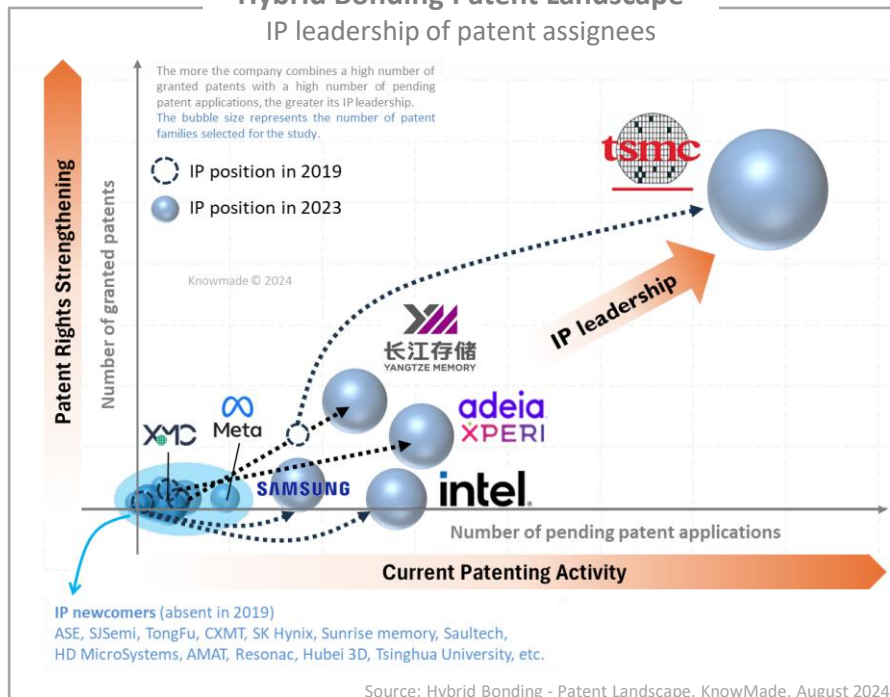 Hybrid Bonding Patent Landscape
IP leadership of patent assignees
The more the company combines a high number of
granted patents with a high number of pending
patent applications, the greater its IP leadership.
The bubble size represents the number of patent
families selected for the study.
IP position in 2019
IP position in 2023
Knowmade © 2024
Patent Rights Strengthening
Number of granted patents
tsmc
IP leadership
长江存储
YANGTZE MEMORY
adeia
XPERI
XMC
Meta
SAMSUNG
intel.
Number of pending patent applications
Current Patenting Activity
IP newcomers (absent in 2019)
ASE, SJSemi, TongFu, CXMT, SK Hynix, Sunrise memory, Saultech,
HD MicroSystems, AMAT, Resonac, Hubei 3D, Tsinghua University, etc.
Source: Hybrid Bonding - Patent Landscape, KnowMade, August 2024